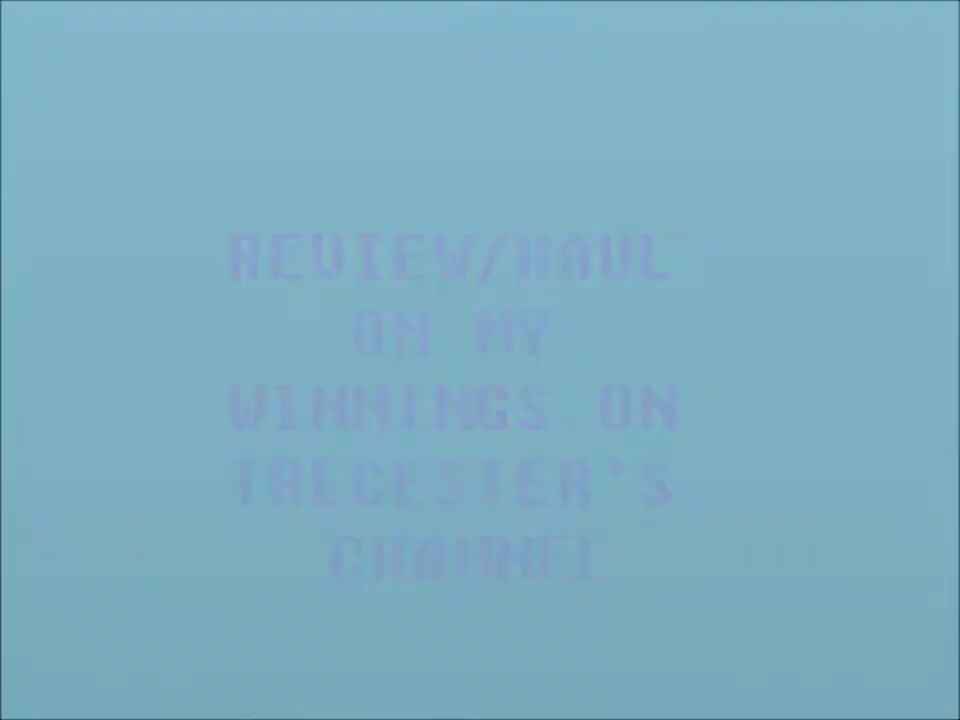 REVIEW/HAUL
ON MY
WINNINGS ON
TRECESTER'S
CHANNEL